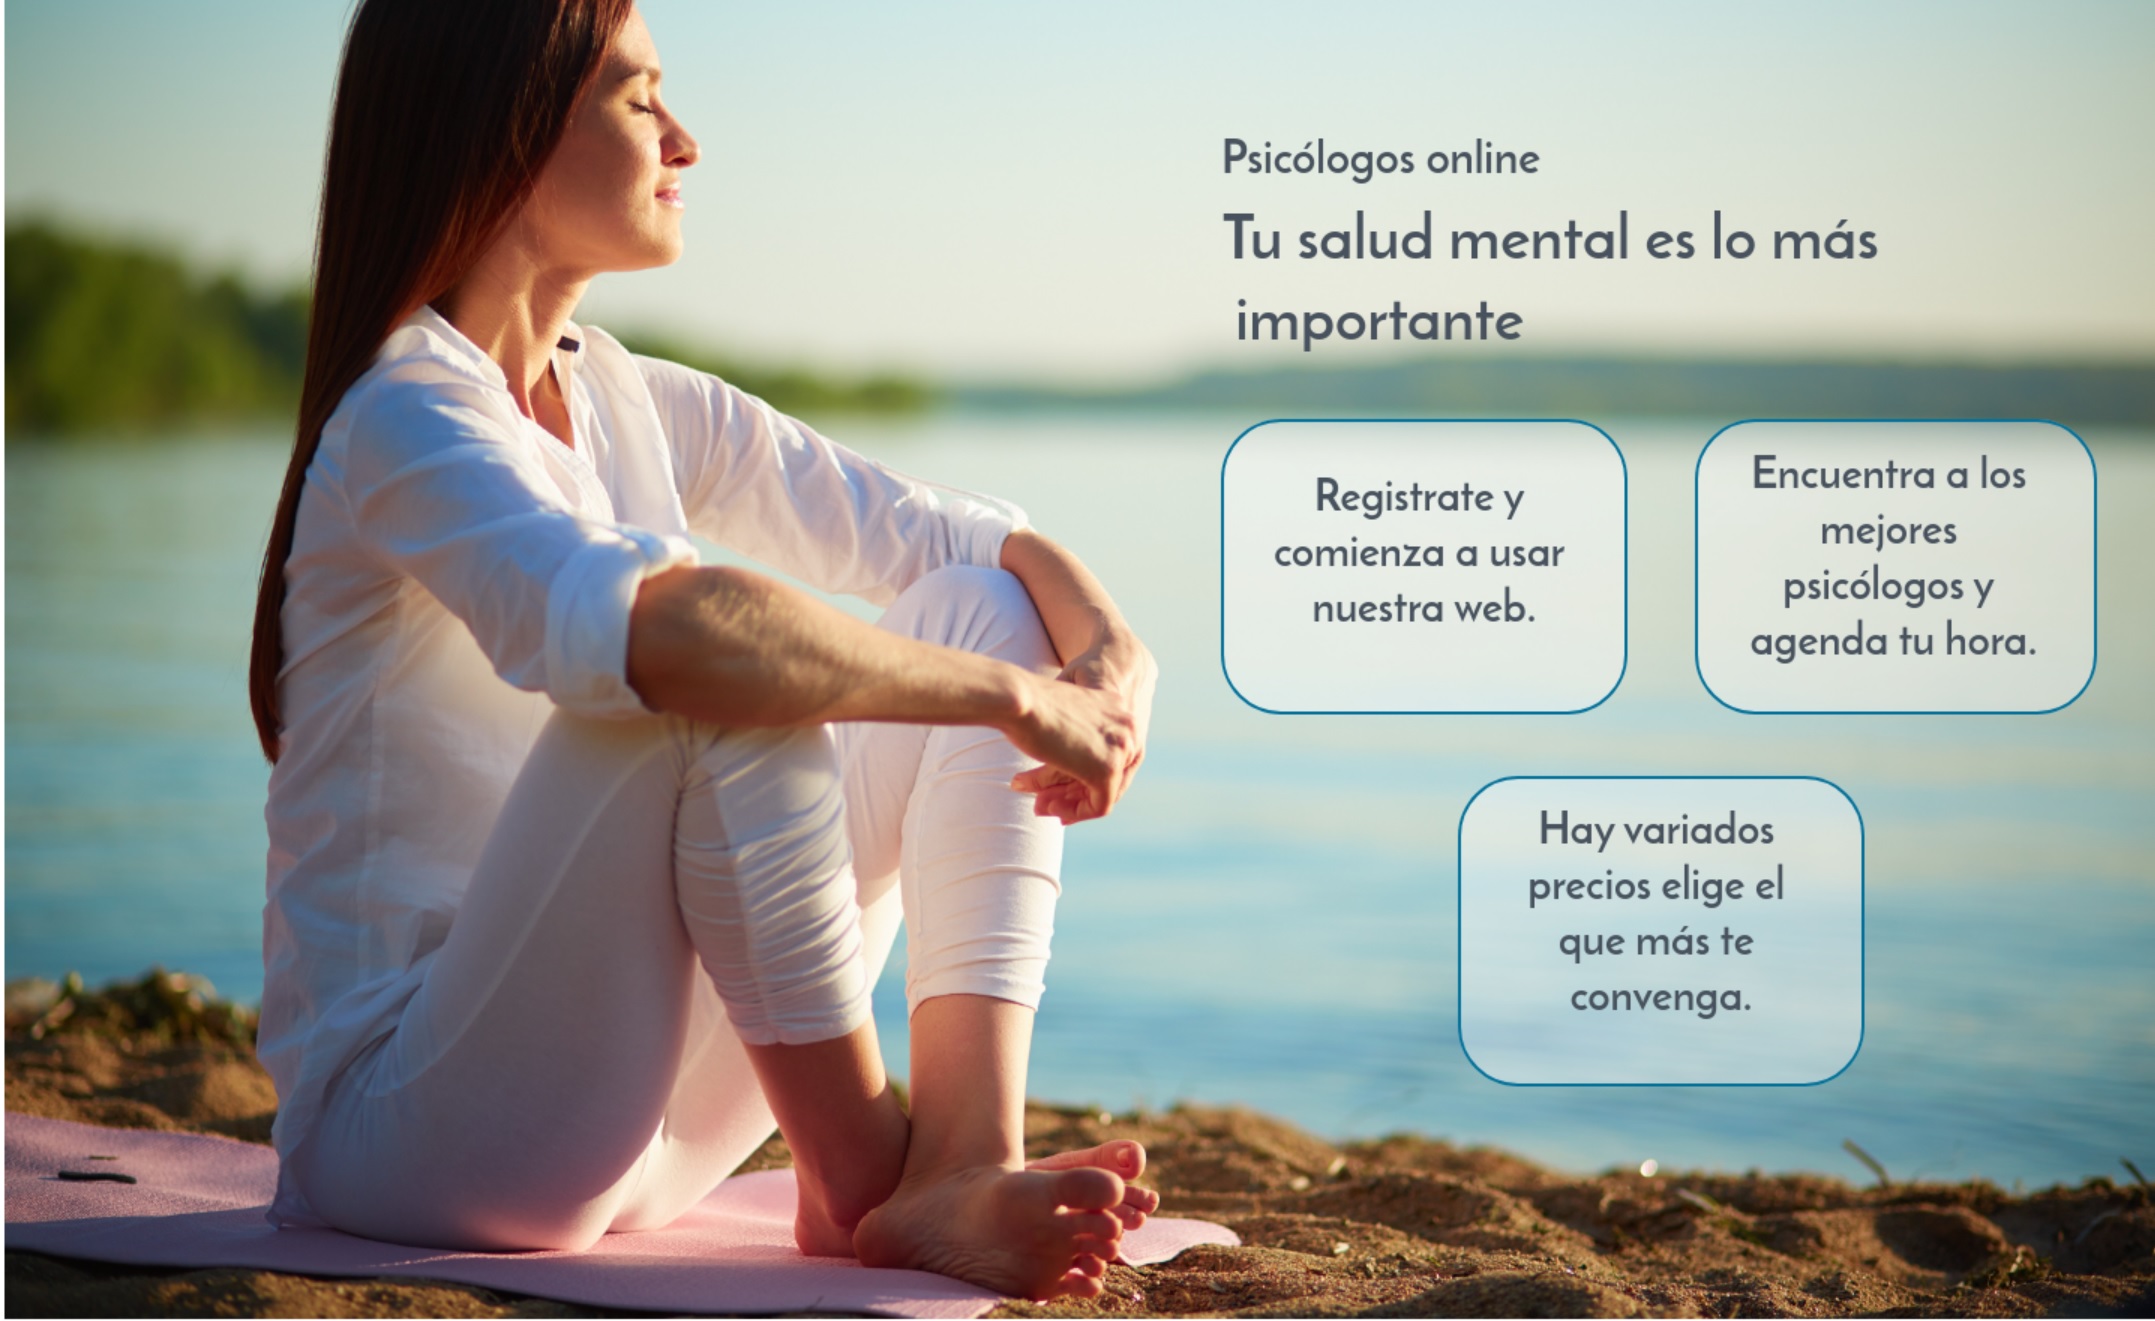 Psicólogos online
Tu salud mental es lo más
importante
Registrate y
comienza a usar
nuestra web.
Encuentra a los
mejores
psicólogos y
agenda tu hora.
Hay variados
precios elige el
que más te
convenga.